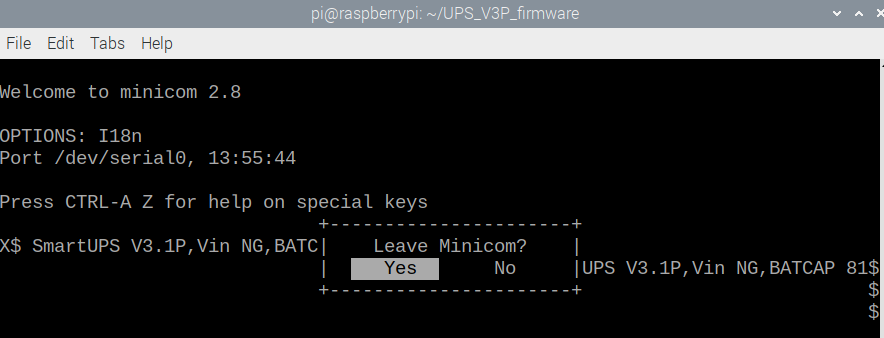 pi@raspberrypi: ~/UPS_V3P_firmware
File Edit Tabs Help
Welcome to minicom 2.8
OPTIONS: I18n
Port /dev/serial0, 13:55:44
Press CTRL-A Z for help on special keys
+----------------------+
X$ SmartUPS V3.1P,Vin NG,BATC| Leave Minicom? |
| Yes No |UPS V3.1P,Vin NG,BATCAP 81$
+----------------------+ $
$